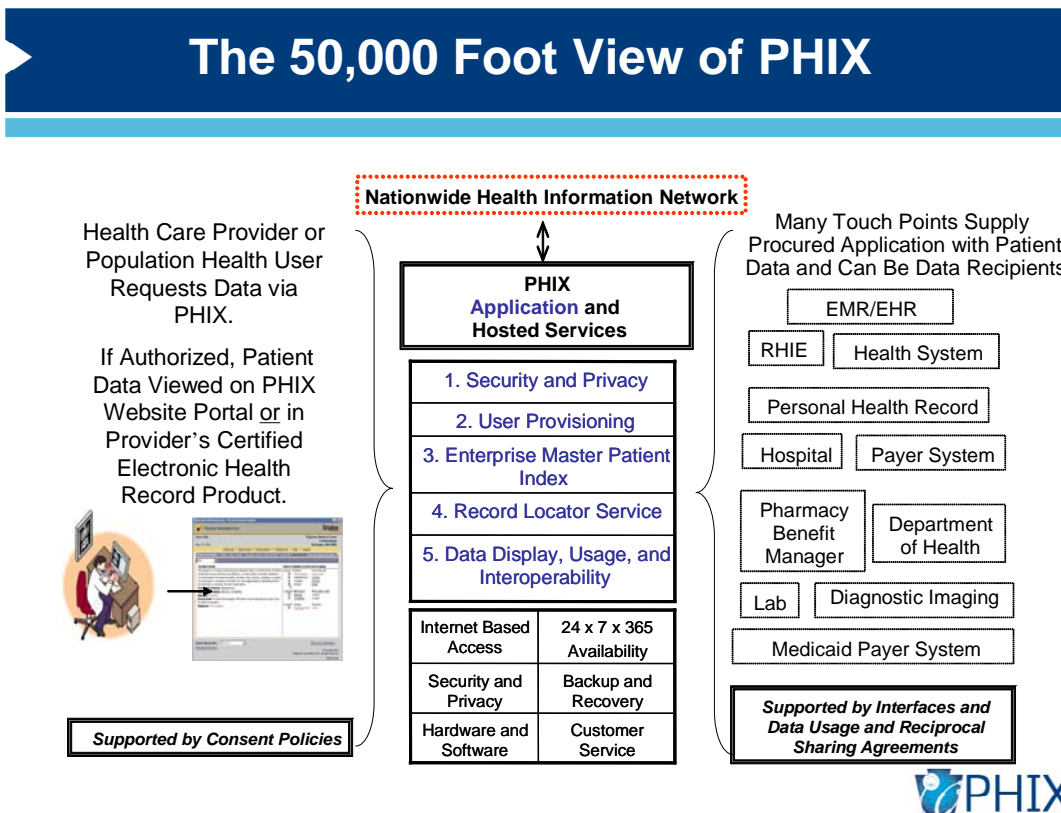 The 50,000 Foot View of PHIX
Nationwide Health Information Network
Health Care Provider or
Population Health User
Requests Data via
PHIX.
If Authorized, Patient
Data Viewed on PHIX
Website Portal or in
Provider’s Certified
Electronic Health
Record Product.
Supported by Consent Policies
PHIX
Application and
Hosted Services
1. Security and Privacy
2. User Provisioning
3. Enterprise Master Patient
Index
4. Record Locator Service
5. Data Display, Usage, and
Interoperability
Internet Based
Access
24 x 7 x 365
Availability
Security and
Privacy
Backup and
Recovery
Hardware and
Software
Customer
Service
Many Touch Points Supply
Procured Application with Patient
Data and Can Be Data Recipients
EMR/EHR
RHIE
Health System
Personal Health Record
Hospital
Payer System
Pharmacy
Benefit
Manager
Department
of Health
Lab
Diagnostic Imaging
Medicaid Payer System
Supported by Interfaces and
Data Usage and Reciprocal
Sharing Agreements
PHIX